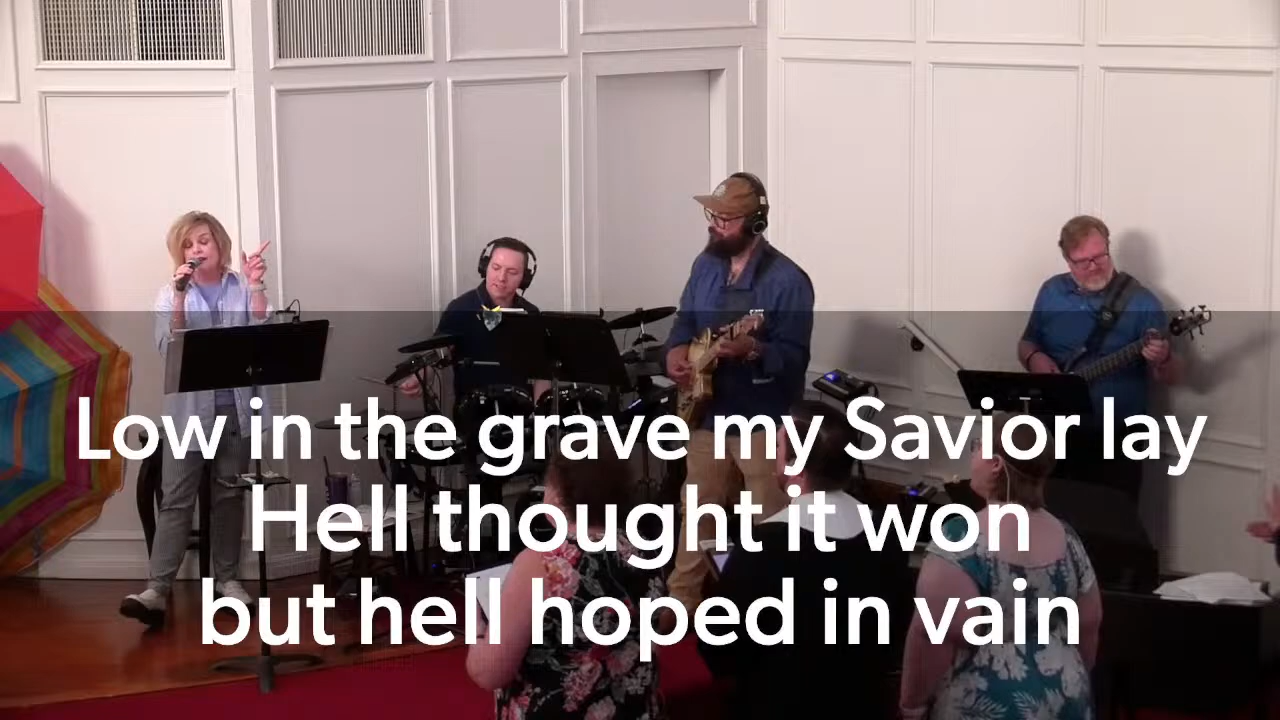 Low in the grave my Savior lay
Hell thought it won
but hell hoped in vain